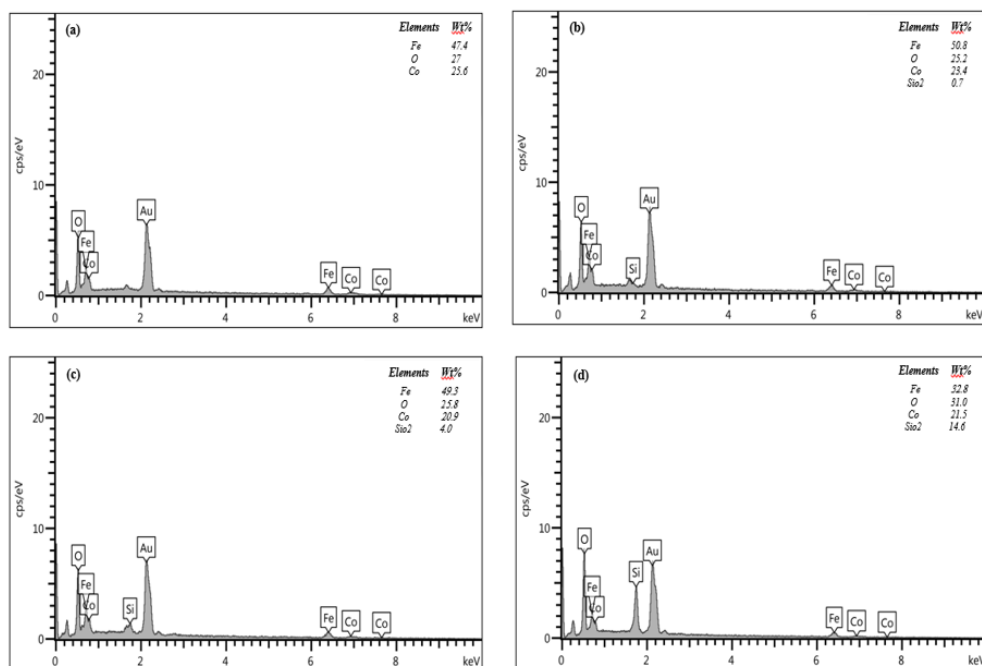 (a)
Elements Wt%
Fe 47.4
O 27
Co 25.6
20
10
0
cps/eV
O
Fe
Co
Au
Fe
Co
Co
0 2 4 6 8 keV
(b)
Elements Wt%
Fe 50.8
O 25.2
Co 23.4
Sio2 0.7
20
10
0
cps/eV
O
Fe
Co
Si
Au
Fe
Co
Co
0 2 4 6 8 keV
(c)
Elements Wt%
Fe 49.3
O 25.8
Co 20.9
Sio2 4.0
20
10
0
cps/eV
O
Fe
Co
Si
Au
Fe
Co
Co
0 2 4 6 8 keV
(d)
Elements Wt%
Fe 32.8
O 31.0
Co 21.5
Sio2 14.6
20
10
0
cps/eV
O
Fe
Co
Si
Au
Fe
Co
Co
0 2 4 6 8 keV